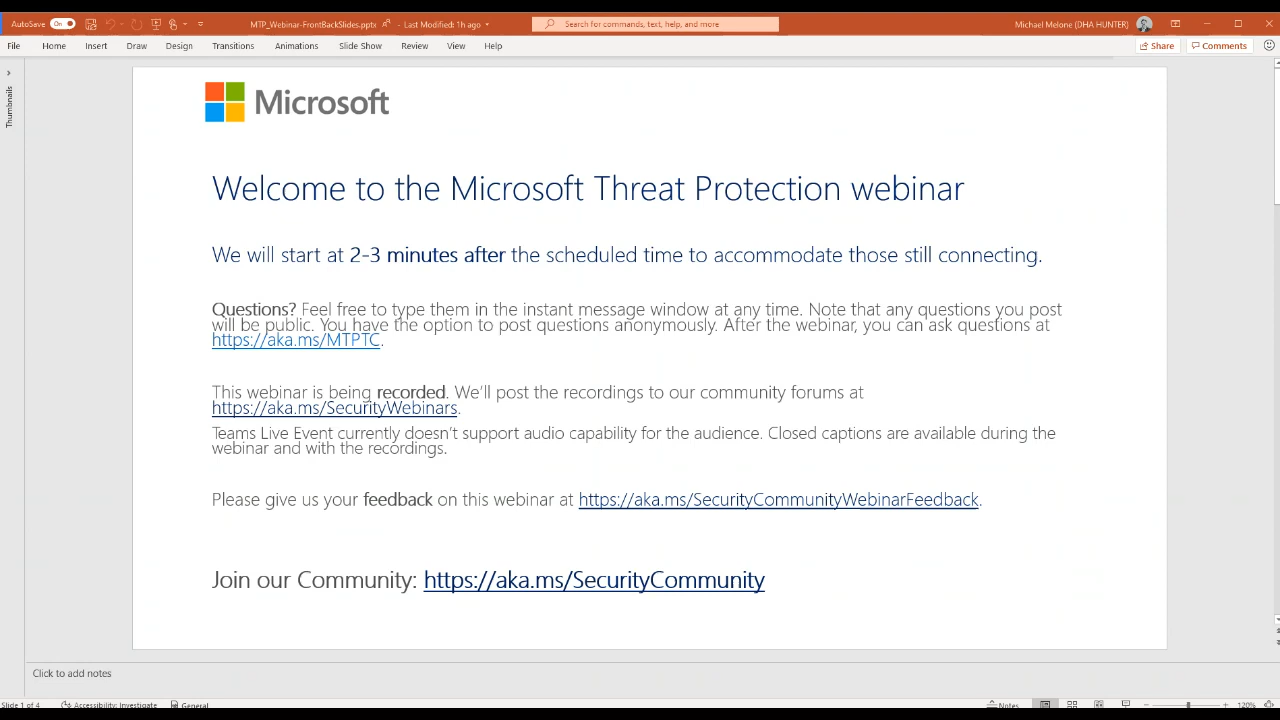 AutoSave On MTP_Webinar-FrontBackSlides.pptx - Last Modified: 1h ago Search for commands, text, help, and more Michael Melone (DHA HUNTER)
File Home Insert Draw Design Transitions Animations Slide Show Review View Help Share Comments
Thumbnails
Microsoft
Welcome to the Microsoft Threat Protection webinar
We will start at 2-3 minutes after the scheduled time to accommodate those still connecting.
Questions? Feel free to type them in the instant message window at any time. Note that any questions you post
will be public. You have the option to post questions anonymously. After the webinar, you can ask questions at
https://aka.ms/MTPTC.
This webinar is being recorded. We'll post the recordings to our community forums at
https://aka.ms/SecurityWebinars.
Teams Live Event currently doesn't support audio capability for the audience. Closed captions are available during the
webinar and with the recordings.
Please give us your feedback on this webinar at https://aka.ms/SecurityCommunityWebinarFeedback.
Join our Community: https://aka.ms/SecurityCommunity
Click to add notes
Slide 1 of 4 Accessibility: Investigate General Notes 120%